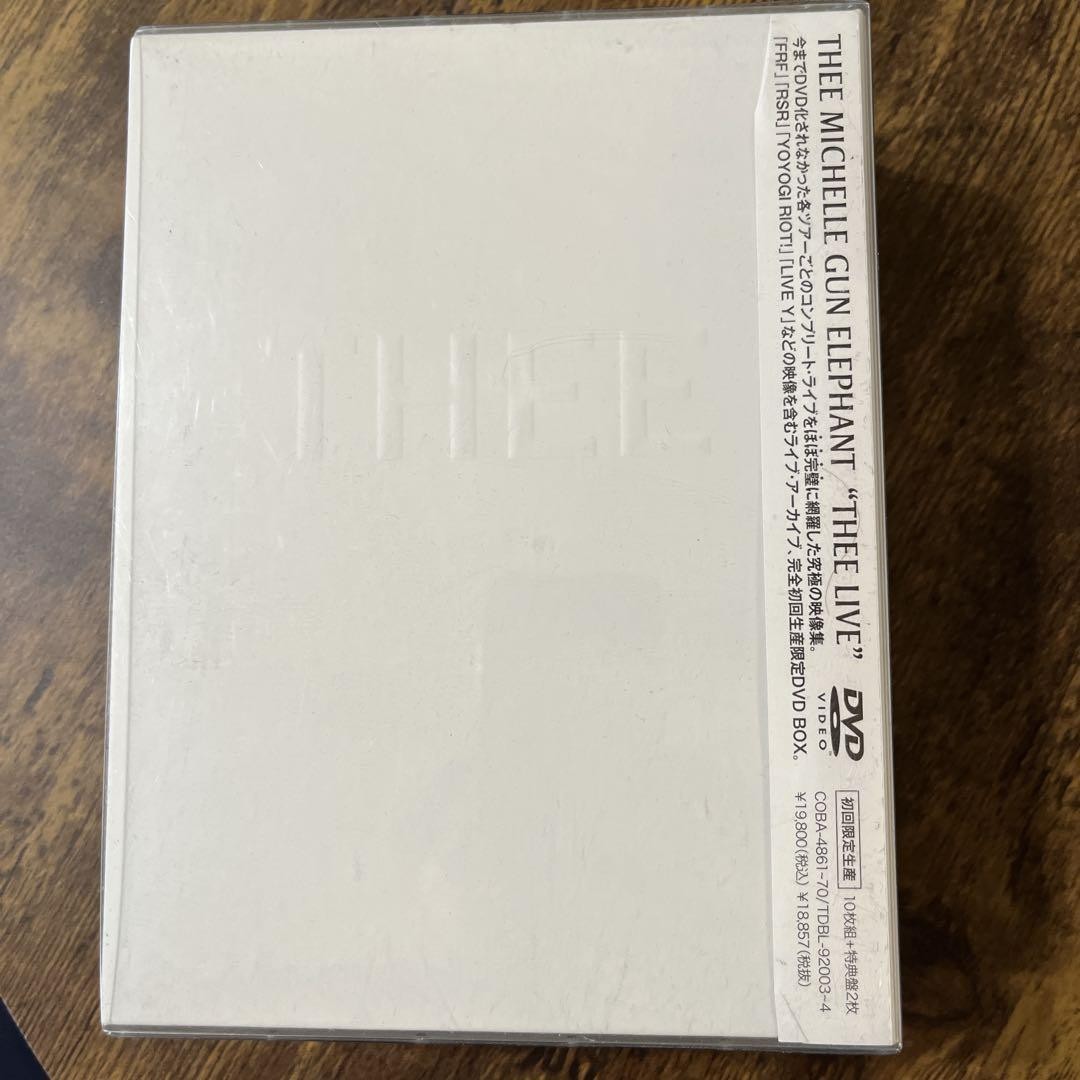 THEE MICHELLE GUN ELEPHANT “THEE LIVE”
今までDVD化されなかった各ツアーごとのコンプリート・ライブをほぼ完璧に網羅した究極の映像集。
「FRF」「RSR」「YOYOGI RIOT!」「LIVE Y」などの映像を含むライブ・アーカイブ、完全初回生産限定DVD BOX。
DVD
VIDEO
初回限定生産 10枚組+特典盤2枚
COBA-4861~70/TDBL-92003~4
¥19,800(税込) ¥18,857(税抜)
THEE